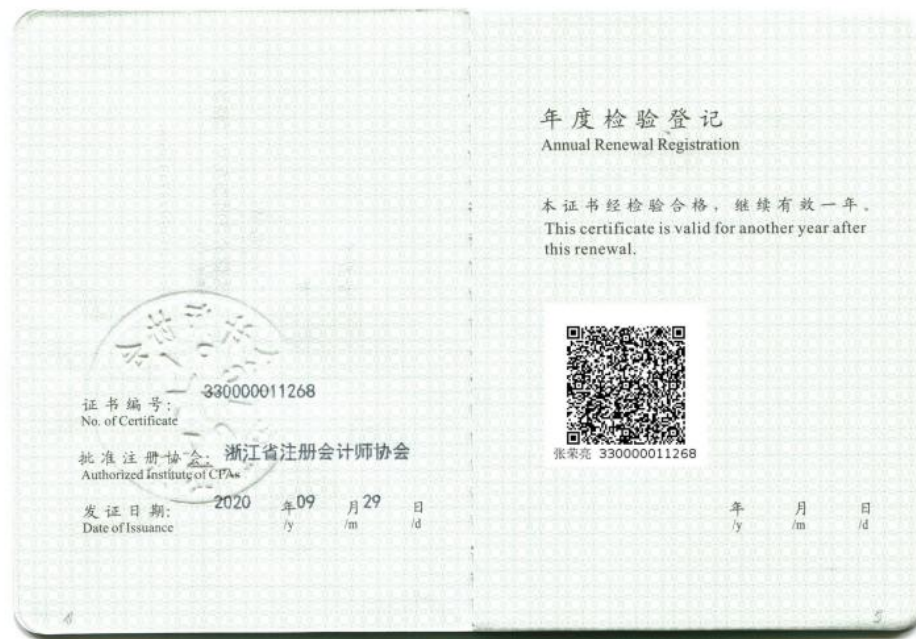 证书编号: 330000011268
No. of Certificate
批准注册协会: 浙江省注册会计师协会
Authorized Institute of CPAs
发证日期: 2020 年 09 月 29 日
Date of Issuance /y /m /d
4
年度检验登记
Annual Renewal Registration
本证书经检验合格，继续有效一年。
This certificate is valid for another year after
this renewal.
张荣亮 330000011268
年 月 日
/y /m /d
5